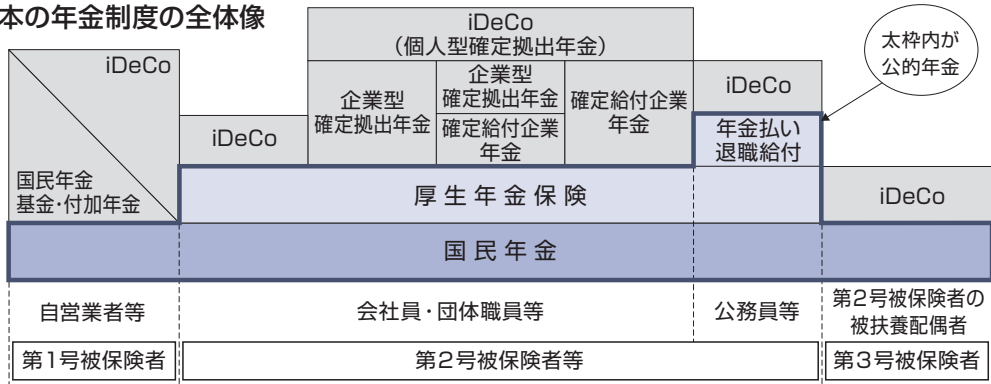 本の年金制度の全体像
太枠内が
公的年金
iDeCo
iDeCo
（個人型確定拠出年金）
企業型
確定拠出年金
企業型
確定拠出年金
確定給付企業
年金
確定給付企業
年金
iDeCo
iDeCo
年金払い
退職給付
国民年金
基金・付加年金
厚生年金保険
iDeCo
国民年金
自営業者等
会社員・団体職員等
公務員等
第2号被保険者の
被扶養配偶者
第1号被保険者
第2号被保険者等
第3号被保険者